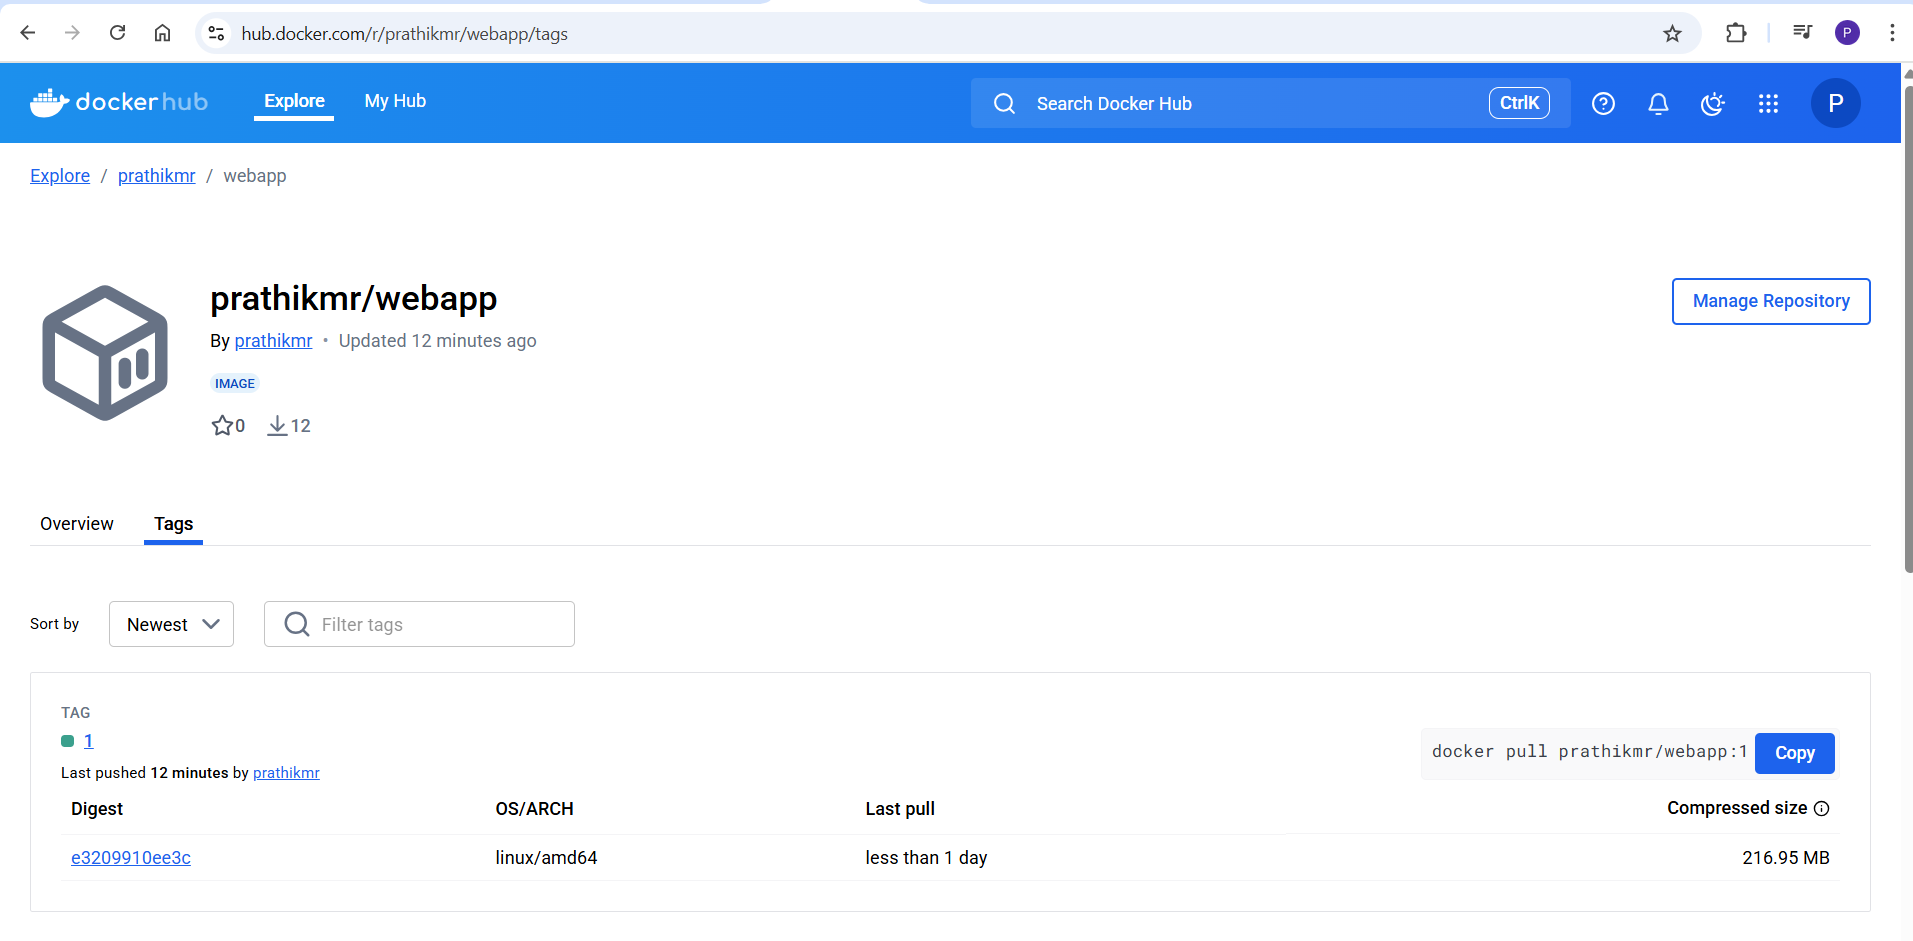 hub.docker.com/r/prathikmr/webapp/tags
P
dockerhub
Explore
My Hub
Search Docker Hub
CtrlK
P
Explore / prathikmr / webapp
prathikmr/webapp
Manage Repository
By prathikmr • Updated 12 minutes ago
IMAGE
0 12
Overview
Tags
Sort by
Newest
Filter tags
TAG
1
docker pull prathikmr/webapp:1
Copy
Last pushed 12 minutes by prathikmr
Digest OS/ARCH Last pull Compressed size
e3209910ee3c linux/amd64 less than 1 day 216.95 MB